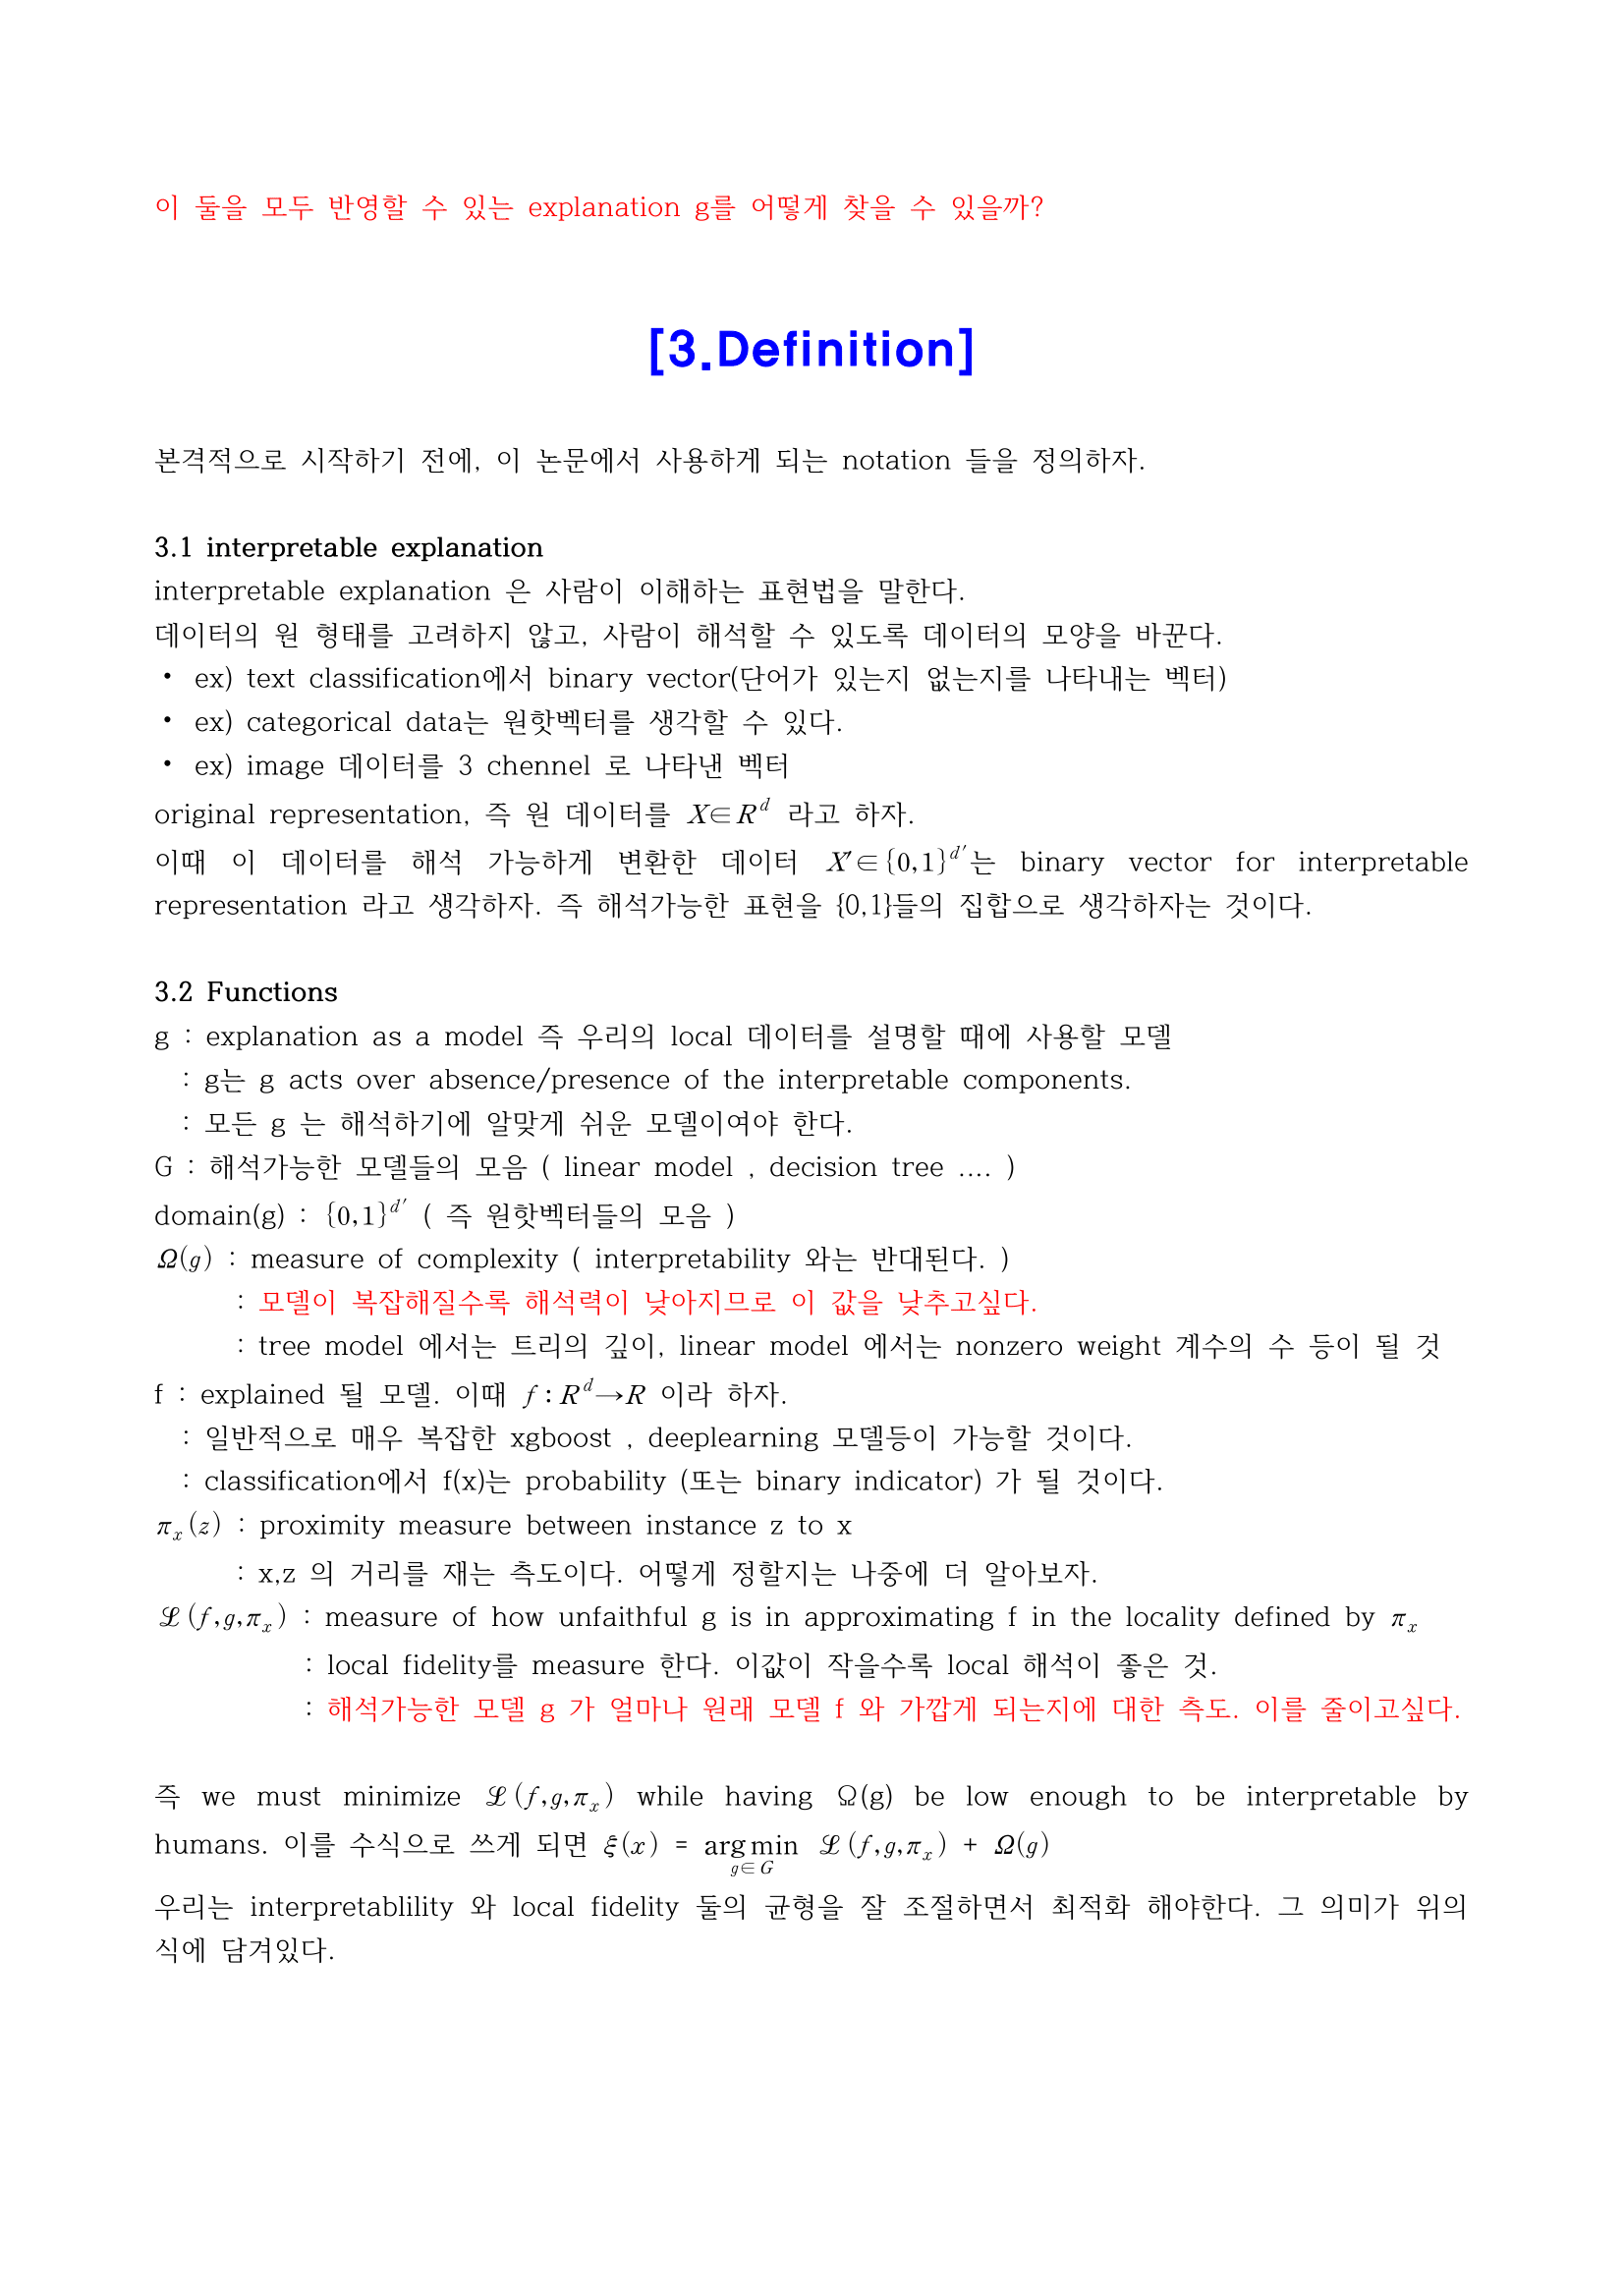 이 둘을 모두 반영할 수 있는 explanation g를 어떻게 찾을 수 있을까?
[3.Definition]
본격적으로 시작하기 전에, 이 논문에서 사용하게 되는 notation 들을 정의하자.
3.1 interpretable explanation
interpretable explanation 은 사람이 이해하는 표현법을 말한다.
데이터의 원 형태를 고려하지 않고, 사람이 해석할 수 있도록 데이터의 모양을 바꾼다.
• ex) text classification에서 binary vector(단어가 있는지 없는지를 나타내는 벡터)
• ex) categorical data는 원핫벡터를 생각할 수 있다.
• ex) image 데이터를 3 chennel 로 나타낸 벡터
original representation, 즉 원 데이터를 $X \in R^d$ 라고 하자.
이때 이 데이터를 해석 가능하게 변환한 데이터 $X' \in \{0,1\}^{d'}$는 binary vector for interpretable
representation 라고 생각하자. 즉 해석가능한 표현을 {0,1}들의 집합으로 생각하자는 것이다.
3.2 Functions
g : explanation as a model 즉 우리의 local 데이터를 설명할 때에 사용할 모델
: g는 g acts over absence/presence of the interpretable components.
: 모든 g 는 해석하기에 알맞게 쉬운 모델이여야 한다.
G : 해석가능한 모델들의 모음 ( linear model , decision tree .... )
domain(g) : $\{0,1\}^{d'}$ ( 즉 원핫벡터들의 모음 )
$\Omega(g)$ : measure of complexity ( interpretability 와는 반대된다. )
: 모델이 복잡해질수록 해석력이 낮아지므로 이 값을 낮추고싶다.
: tree model 에서는 트리의 깊이, linear model 에서는 nonzero weight 계수의 수 등이 될 것
f : explained 될 모델. 이때 $f : R^d \to R$ 이라 하자.
: 일반적으로 매우 복잡한 xgboost , deeplearning 모델등이 가능할 것이다.
: classification에서 f(x)는 probability (또는 binary indicator) 가 될 것이다.
$\pi_x(z)$ : proximity measure between instance z to x
: x,z 의 거리를 재는 측도이다. 어떻게 정할지는 나중에 더 알아보자.
$\mathcal{L}(f,g,\pi_x)$ : measure of how unfaithful g is in approximating f in the locality defined by $\pi_x$
: local fidelity를 measure 한다. 이값이 작을수록 local 해석이 좋은 것.
: 해석가능한 모델 g 가 얼마나 원래 모델 f 와 가깝게 되는지에 대한 측도. 이를 줄이고싶다.
즉 we must minimize $\mathcal{L}(f,g,\pi_x)$ while having Ω(g) be low enough to be interpretable by
humans. 이를 수식으로 쓰게 되면 $\xi(x) = \underset{g \in G}{\arg\min}\ \mathcal{L}(f,g,\pi_x) + \Omega(g)$
우리는 interpretablility 와 local fidelity 둘의 균형을 잘 조절하면서 최적화 해야한다. 그 의미가 위의
식에 담겨있다.